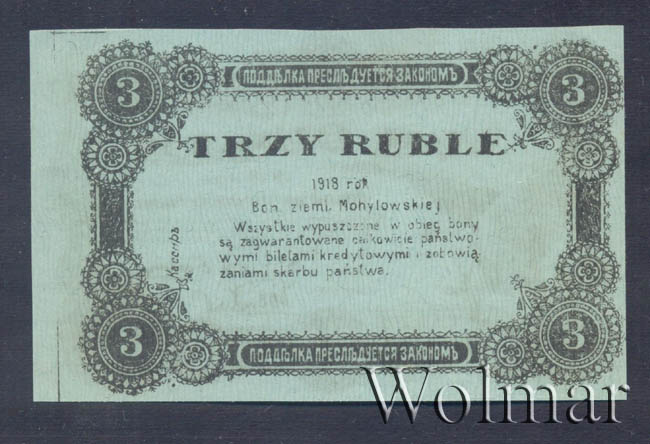 3 ПОДДѢЛКА ПРЕСЛѢДУЕТСЯ ЗАКОНОМЪ 3
TRZY RUBLE
1918 rok
Bon. ziemi. Mohylowskiej
Wszystkie wypuszczone w obieg bony
są zagwarantowane całkowicie państwo-
wymi biletami kredytowymi i zobowią
zaniami skarbu państwa.
Кассиръ
3 ПОДДѢЛКА ПРЕСЛѢДУЕТСЯ ЗАКОНОМЪ 3
Wolmar